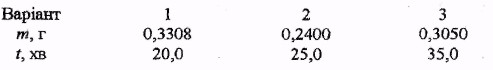 Варіант 1 2 3
m, г 0,3308 0,2400 0,3050
t, хв 20,0 25,0 35,0